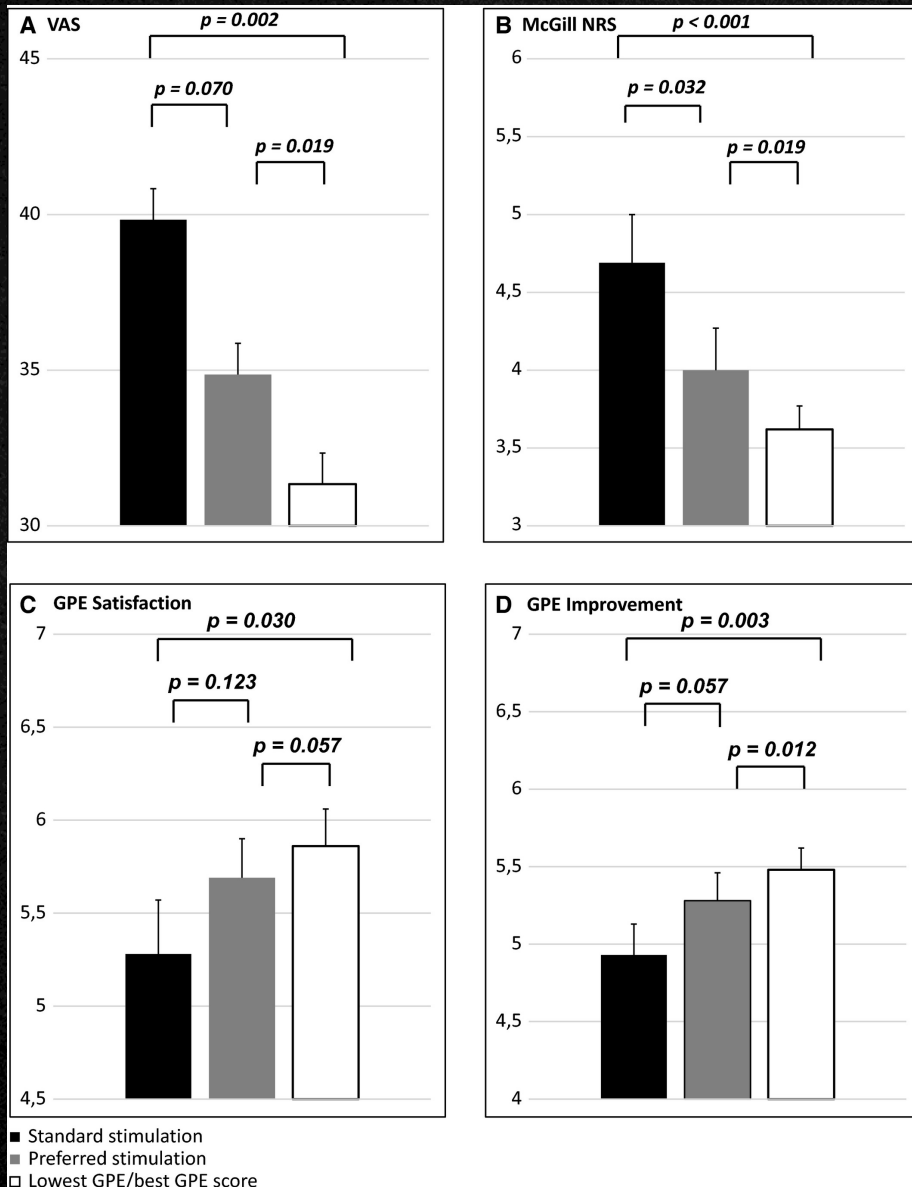 A VAS
p = 0.002
45
p = 0.070
p = 0.019
40
35
30
B McGill NRS
p < 0.001
6
p = 0.032
5,5
p = 0.019
5
4,5
4
3,5
3
C GPE Satisfaction
p = 0.030
7
p = 0.123
6,5
p = 0.057
6
5,5
5
4,5
D GPE Improvement
p = 0.003
7
p = 0.057
6,5
p = 0.012
6
5,5
5
4,5
4
Standard stimulation
Preferred stimulation
Lowest GPE/best GPE score